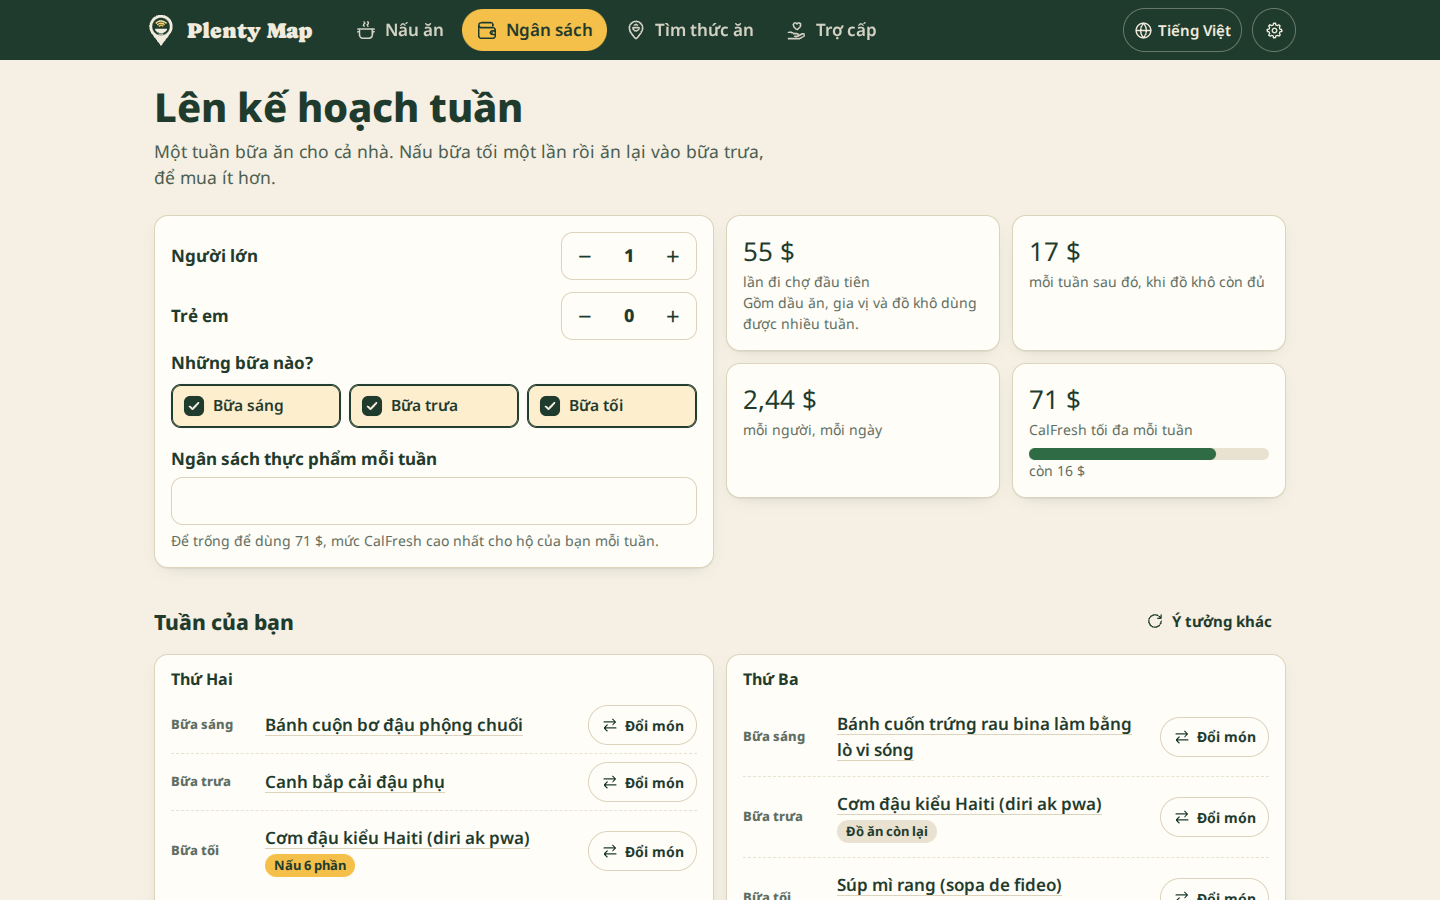 Plenty Map
Nấu ăn
Ngân sách
Tìm thức ăn
Trợ cấp
Tiếng Việt
Lên kế hoạch tuần
Một tuần bữa ăn cho cả nhà. Nấu bữa tối một lần rồi ăn lại vào bữa trưa,
để mua ít hơn.
Người lớn
− 1 +
Trẻ em
− 0 +
Những bữa nào?
Bữa sáng
Bữa trưa
Bữa tối
Ngân sách thực phẩm mỗi tuần
Để trống để dùng 71 $, mức CalFresh cao nhất cho hộ của bạn mỗi tuần.
55 $
lần đi chợ đầu tiên
Gồm dầu ăn, gia vị và đồ khô dùng
được nhiều tuần.
17 $
mỗi tuần sau đó, khi đồ khô còn đủ
2,44 $
mỗi người, mỗi ngày
71 $
CalFresh tối đa mỗi tuần
còn 16 $
Tuần của bạn
Ý tưởng khác
Thứ Hai
Bữa sáng
Bánh cuộn bơ đậu phộng chuối
Đổi món
Bữa trưa
Canh bắp cải đậu phụ
Đổi món
Bữa tối
Cơm đậu kiểu Haiti (diri ak pwa)
Nấu 6 phần
Đổi món
Thứ Ba
Bữa sáng
Bánh cuốn trứng rau bina làm bằng
lò vi sóng
Đổi món
Bữa trưa
Cơm đậu kiểu Haiti (diri ak pwa)
Đồ ăn còn lại
Đổi món
Bữa tối
Súp mì rang (sopa de fideo)
Đổi món